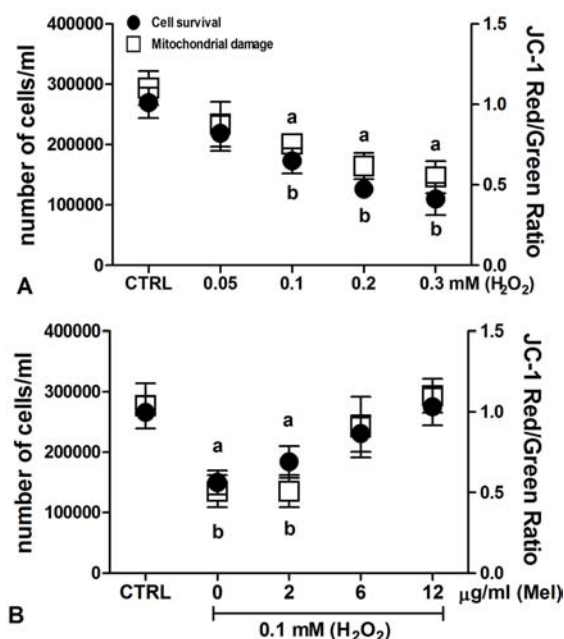 400000
300000
200000
100000
0
number of cells/ml
Cell survival
Mitochondrial damage
a
a
a
b
b
b
1.5
1.0
0.5
0.0
JC-1 Red/Green Ratio
CTRL 0.05 0.1 0.2 0.3 mM (H₂O₂)
A
400000
300000
200000
100000
0
number of cells/ml
a
a
b
b
1.5
1.0
0.5
0.0
JC-1 Red/Green Ratio
CTRL 0 2 6 12 µg/ml (Mel)
0.1 mM (H₂O₂)
B